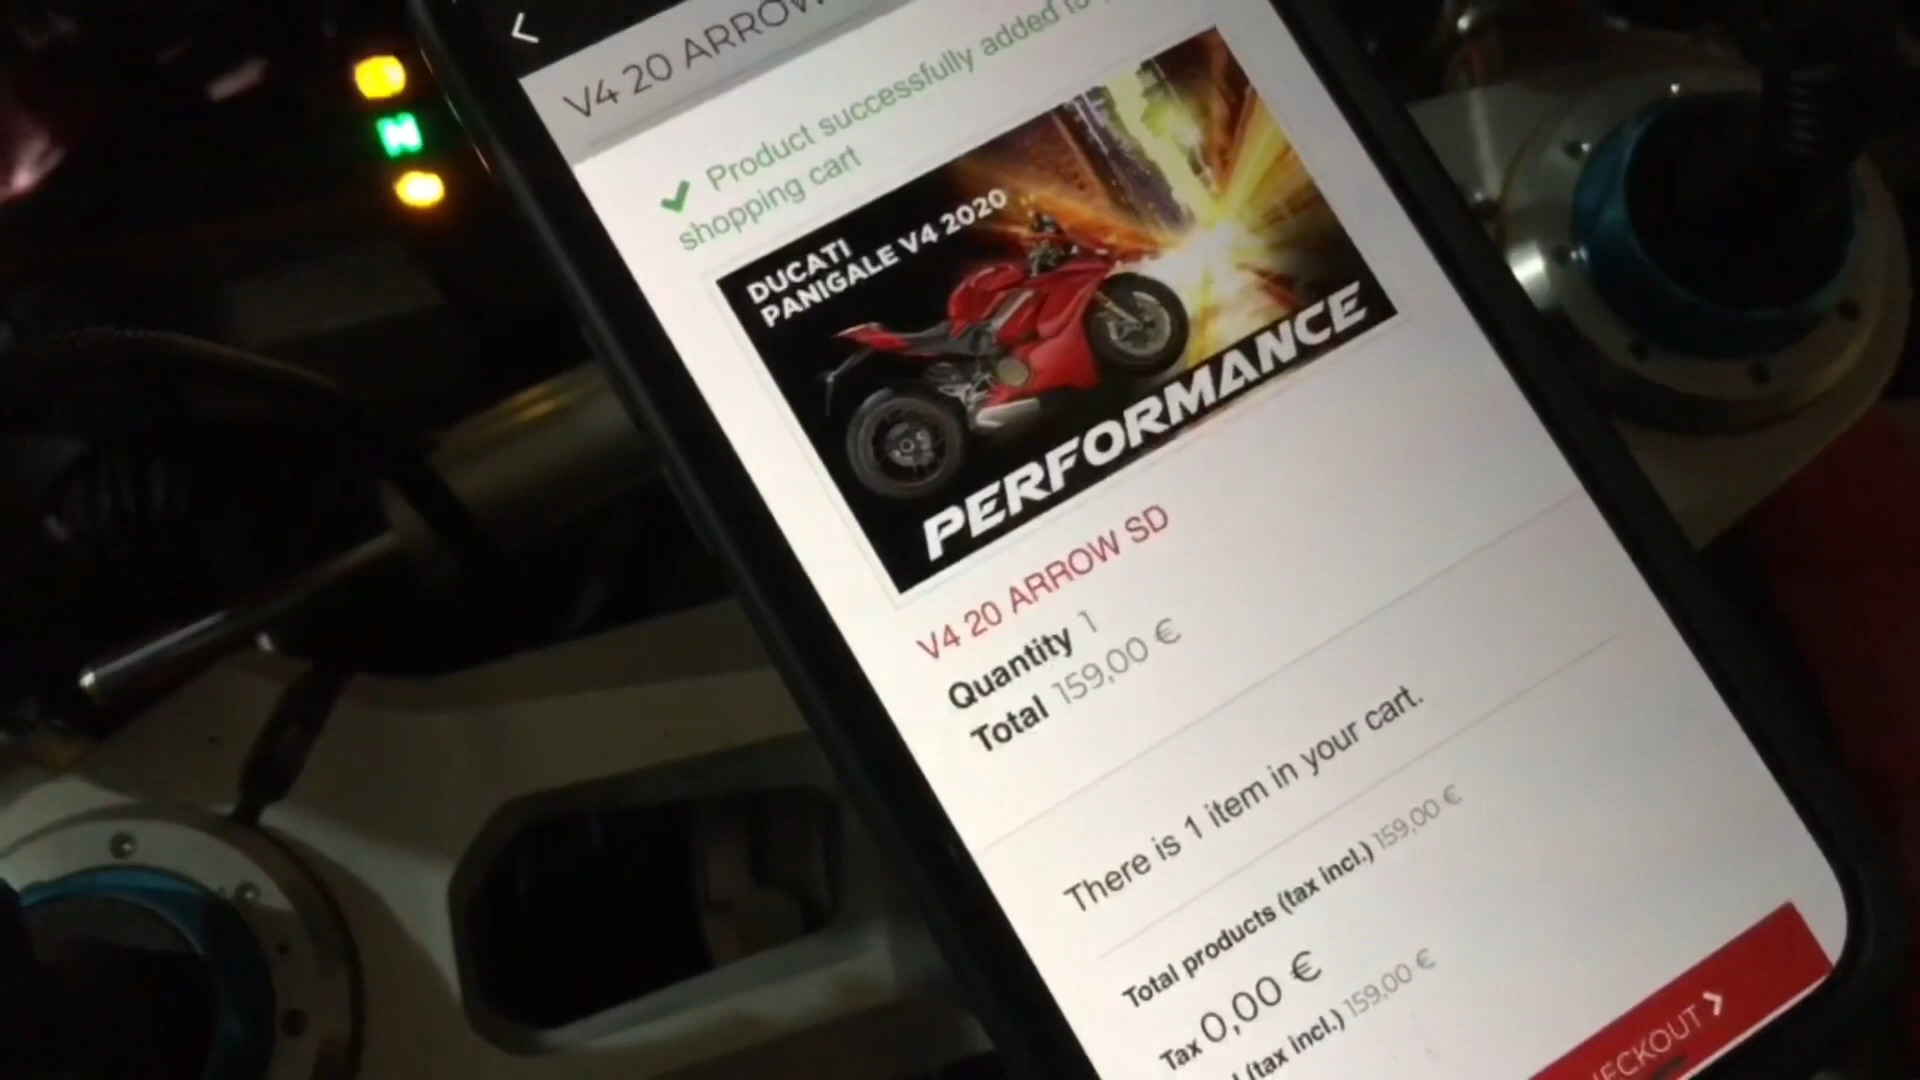 V4 20 ARROW
Product successfully added to
shopping cart
DUCATI
PANIGALE V4 2020
PERFORMANCE
V4 20 ARROW SD
Quantity 1
Total 159,00 €
There is 1 item in your cart.
Total products (tax incl.) 159,00 €
Tax 0,00 €
(tax incl.) 159,00 €
CHECKOUT
N